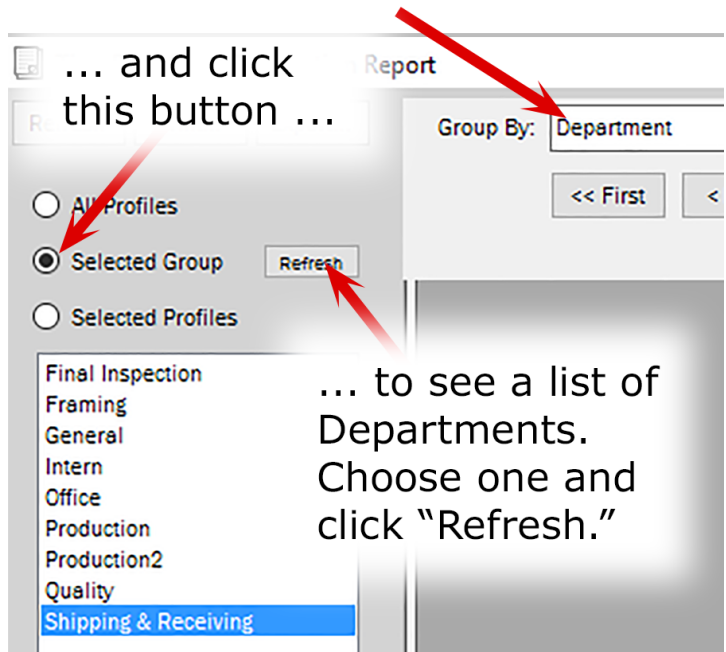 ... and click
Report
this button ...
Group By: Department
<< First <
All Profiles
Selected Group Refresh
Selected Profiles
Final Inspection
Framing
General
Intern
Office
Production
Production2
Quality
Shipping & Receiving
... to see a list of
Departments.
Choose one and
click “Refresh.”